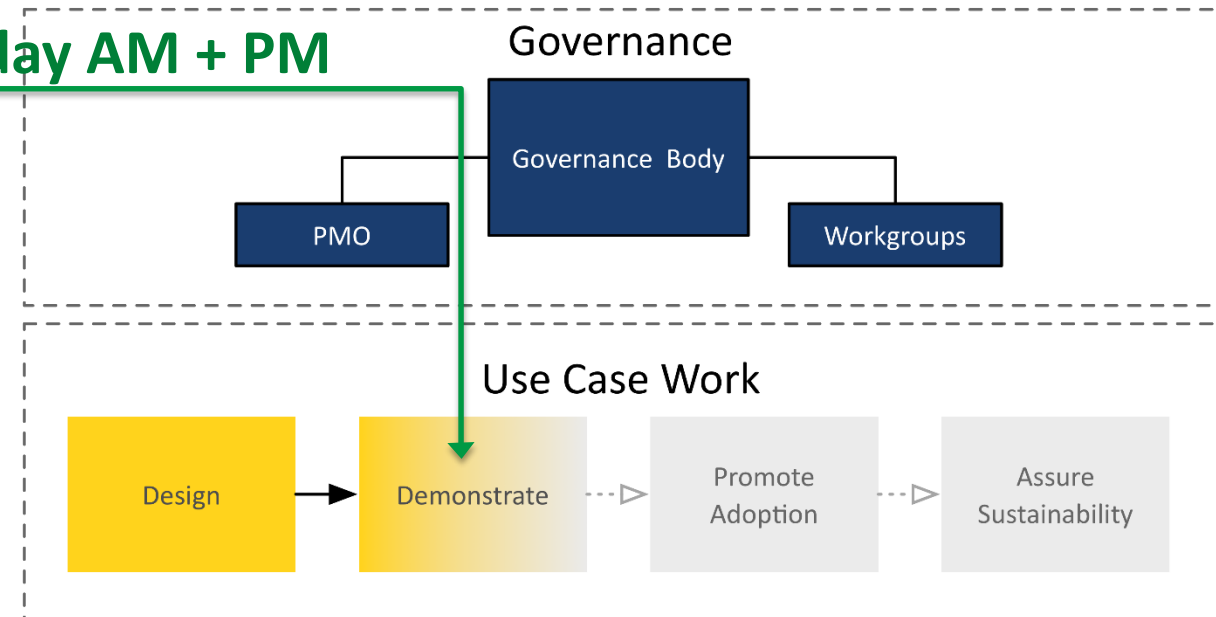 AM + PM
Governance
Governance Body
PMO
Workgroups
Use Case Work
Design
Demonstrate
Promote
Adoption
Assure
Sustainability